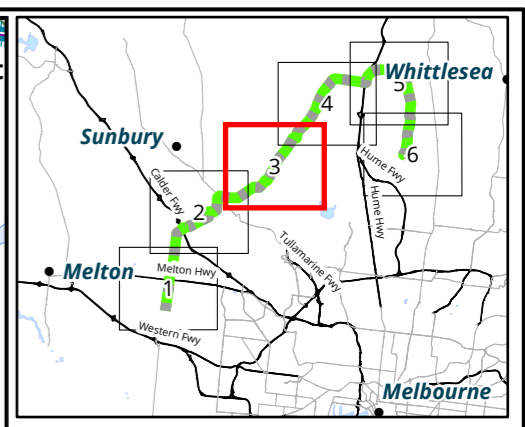 Whittlesea
5
4
Sunbury
6
Hume Fwy
3
Calder Fwy
Hume Hwy
2
Tullamarine Fwy
Melton
Melton Hwy
1
Western Fwy
Melbourne